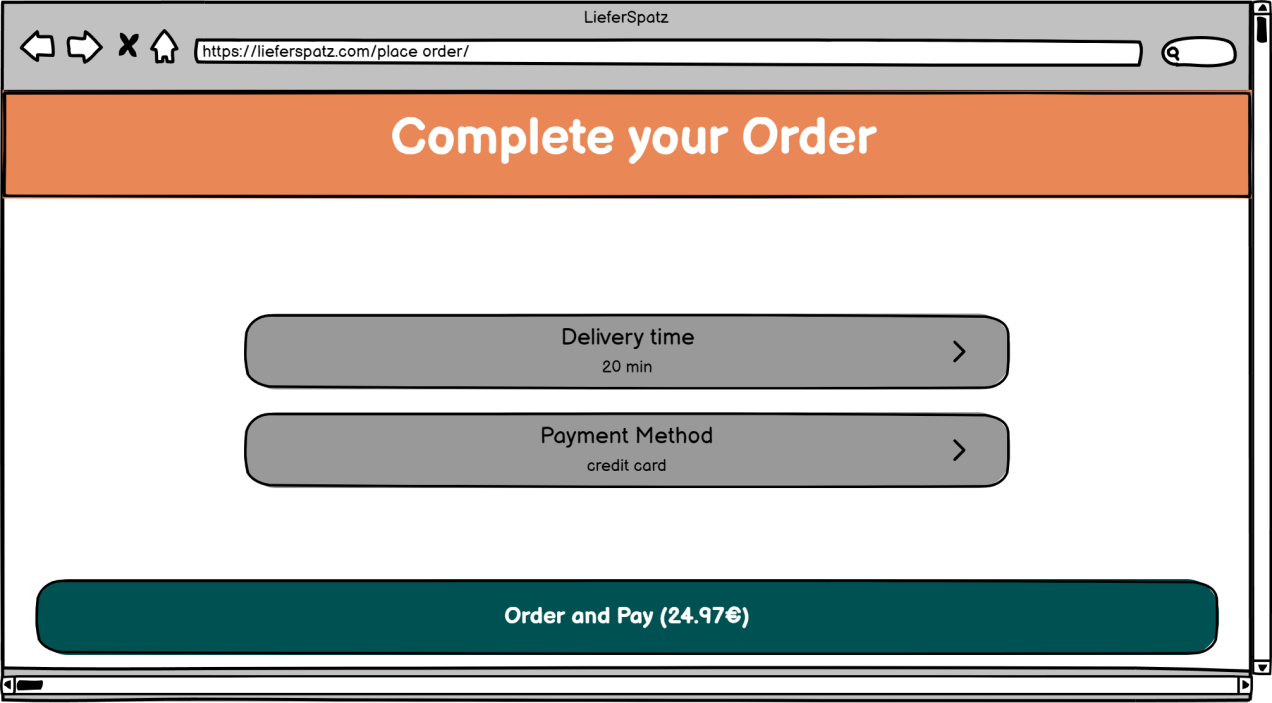 LieferSpatz
https://lieferspatz.com/place order/
Complete your Order
Delivery time
20 min
Payment Method
credit card
Order and Pay (24.97€)